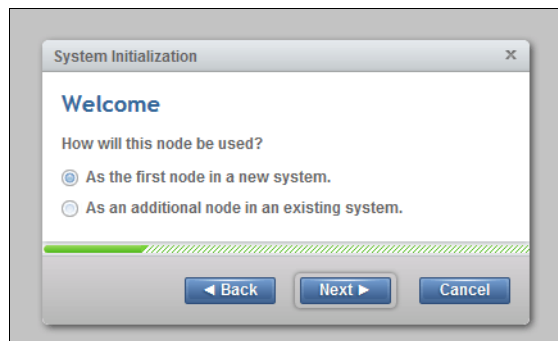 System Initialization x
Welcome
How will this node be used?
As the first node in a new system.
As an additional node in an existing system.
◄ Back Next ► Cancel